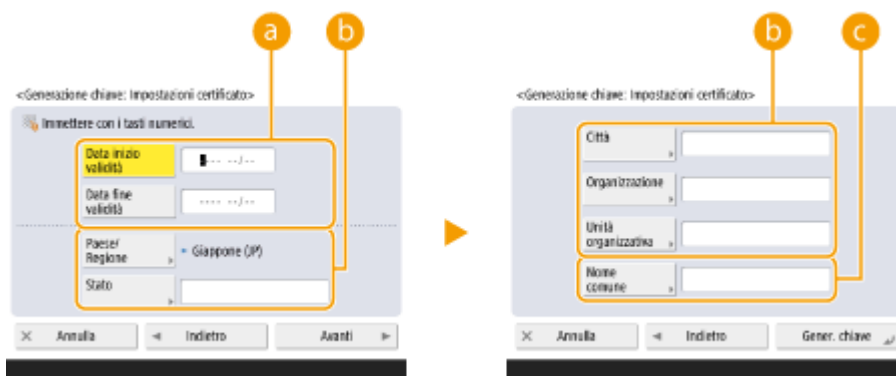 a
b
<Generazione chiave: Impostazioni certificato>
Immettere con i tasti numerici.
Data inizio
validità
---- --/--
Data fine
validità
---- --/--
Paese/
Regione
Giappone (JP)
Stato
Annulla
Indietro
Avanti
b
c
<Generazione chiave: Impostazioni certificato>
Città
Organizzazione
Unità
organizzativa
Nome
comune
Annulla
Indietro
Gener. chiave